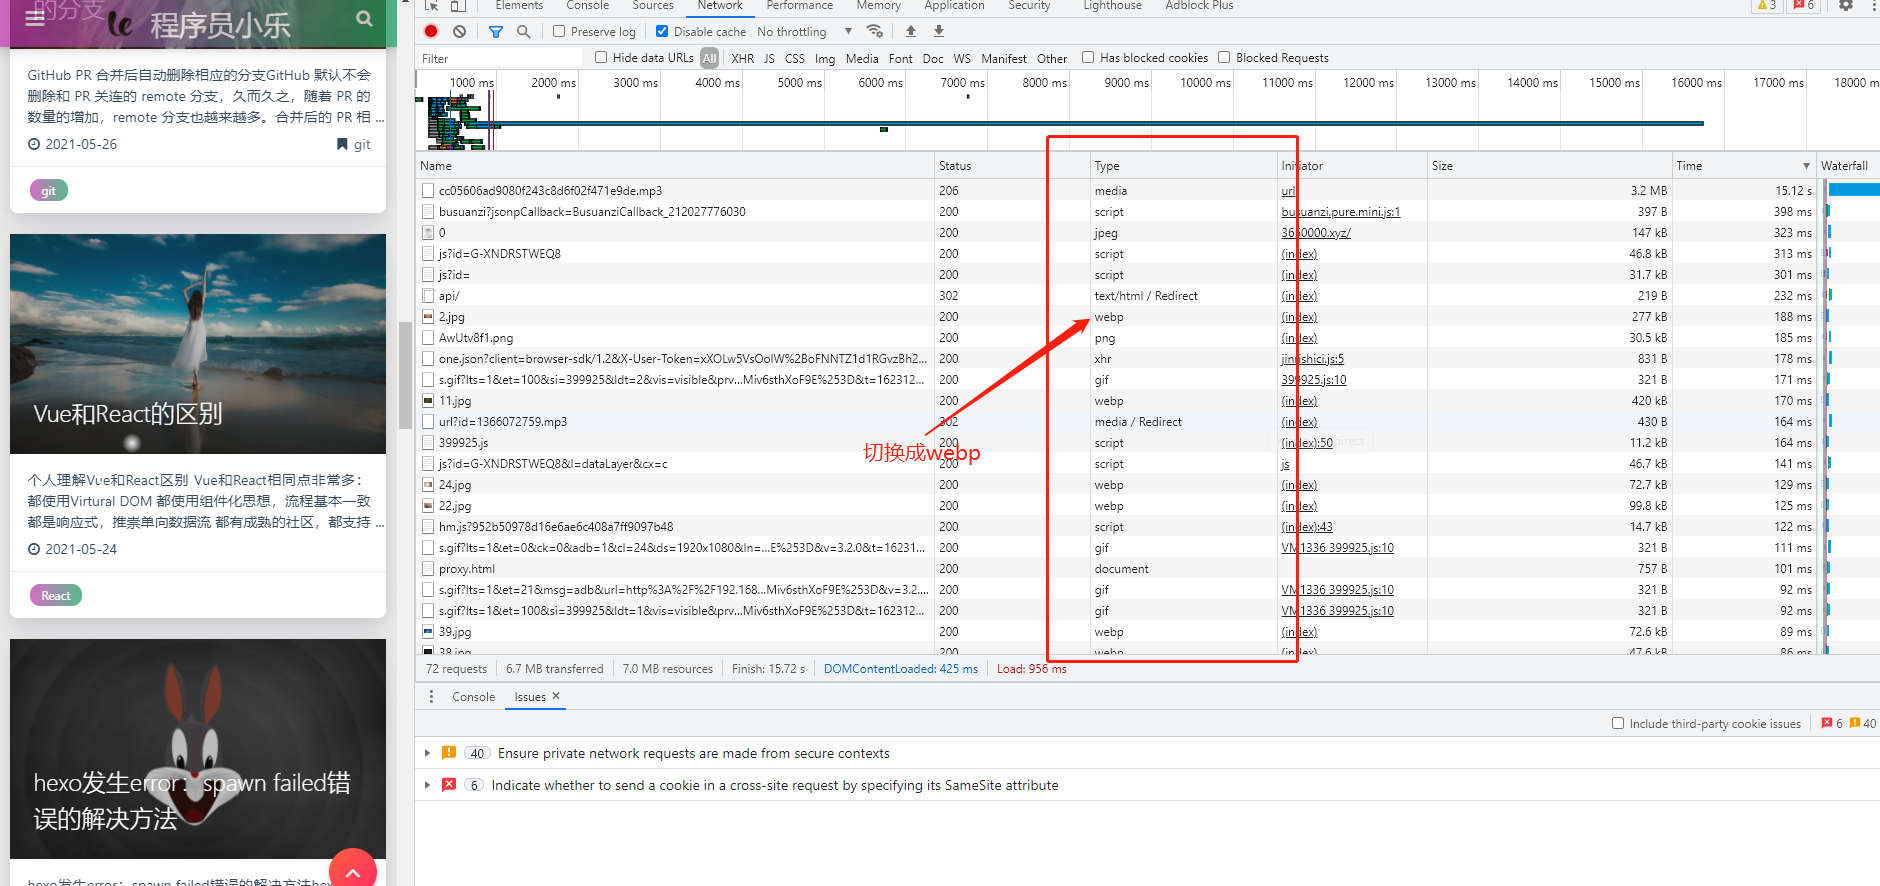 的分支
le 程序员小乐
GitHub PR 合并后自动删除相应的分支GitHub 默认不会
删除和 PR 关连的 remote 分支，久而久之，随着 PR 的
数量的增加，remote 分支也越来越多。合并后的 PR 相 ...
2021-05-26 git
git
Vue和React的区别
个人理解Vue和React区别 Vue和React相同点非常多：
都使用Virtural DOM 都使用组件化思想，流程基本一致
都是响应式，推崇单向数据流 都有成熟的社区，都支持 ...
2021-05-24
React
hexo发生error：spawn failed错
误的解决方法
hexo发生error：spawn failed错误的解决方法hex
Elements Console Sources Network Performance Memory Application Security Lighthouse Adblock Plus 3 6
Preserve log Disable cache No throttling
Filter Hide data URLs All XHR JS CSS Img Media Font Doc WS Manifest Other Has blocked cookies Blocked Requests
1000 ms 2000 ms 3000 ms 4000 ms 5000 ms 6000 ms 7000 ms 8000 ms 9000 ms 10000 ms 11000 ms 12000 ms 13000 ms 14000 ms 15000 ms 16000 ms 17000 ms 18000 m
Name Status Type Initiator Size Time Waterfall
cc05606ad9080f243c8d6f02f471e9de.mp3 206 media url 3.2 MB 15.12 s
busuanzi?jsonpCallback=BusuanziCallback_212027776030 200 script busuanzi.pure.mini.js:1 397 B 398 ms
0 200 jpeg 3650000.xyz/ 147 kB 323 ms
js?id=G-XNDRSTWEQ8 200 script (index) 46.8 kB 313 ms
js?id= 200 script (index) 31.7 kB 301 ms
api/ 302 text/html / Redirect (index) 219 B 232 ms
2.jpg 200 webp (index) 277 kB 188 ms
AwUtv8f1.png 200 png (index) 30.5 kB 185 ms
one.json?client=browser-sdk/1.2&X-User-Token=xXOLw5VsOolW%2BoFNNTZ1d1RGvzBh2... 200 xhr jinrishici.js:5 831 B 178 ms
s.gif?lts=1&et=100&si=399925&ldt=2&vis=visible&prv...Miv6sthXoF9E%253D&t=162312... 200 gif 399925.js:10 321 B 171 ms
11.jpg 200 webp (index) 420 kB 170 ms
url?id=1366072759.mp3 302 media / Redirect (index) 430 B 164 ms
399925.js 200 script (index):50 11.2 kB 164 ms
切换成webp
js?id=G-XNDRSTWEQ8&l=dataLayer&cx=c 200 script js 46.7 kB 141 ms
24.jpg 200 webp (index) 72.7 kB 129 ms
22.jpg 200 webp (index) 99.8 kB 125 ms
hm.js?952b50978d16e6ae6c408a7ff9097b48 200 script (index):43 14.7 kB 122 ms
s.gif?lts=1&et=0&ck=0&adb=1&cl=24&ds=1920x1080&ln=...E%253D&v=3.2.0&t=16231... 200 gif VM1336 399925.js:10 321 B 111 ms
proxy.html 200 document 757 B 101 ms
s.gif?lts=1&et=21&msg=adb&url=http%3A%2F%2F192.168...Miv6sthXoF9E%253D&v=3.2.... 200 gif VM1336 399925.js:10 321 B 92 ms
s.gif?lts=1&et=100&si=399925&ldt=1&vis=visible&prv...Miv6sthXoF9E%253D&t=162312... 200 gif VM1336 399925.js:10 321 B 92 ms
39.jpg 200 webp (index) 72.6 kB 89 ms
38.jpg 200 webp (index) 47.6 kB 86 ms
72 requests 6.7 MB transferred 7.0 MB resources Finish: 15.72 s DOMContentLoaded: 425 ms Load: 956 ms
Console Issues
Include third-party cookie issues 6 40
40 Ensure private network requests are made from secure contexts
6 Indicate whether to send a cookie in a cross-site request by specifying its SameSite attribute